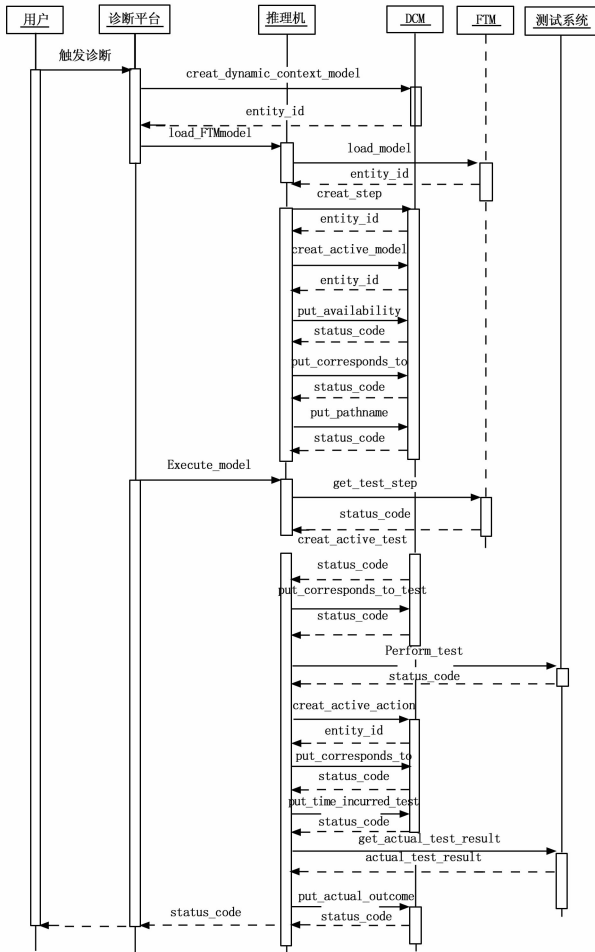 用户 诊断平台 推理机 DCM FTM 测试系统
触发诊断
creat_dynamic_context_model
entity_id
load_FTMmodel
load_model
entity_id
creat_step
entity_id
creat_active_model
entity_id
put_availability
status_code
put_corresponds_to
status_code
put_pathname
status_code
Execute_model
get_test_step
status_code
creat_active_test
status_code
put_corresponds_to_test
status_code
Perform_test
status_code
creat_active_action
entity_id
put_corresponds_to
status_code
put_time_incurred_test
status_code
get_actual_test_result
actual_test_result
put_actual_outcome
status_code status_code